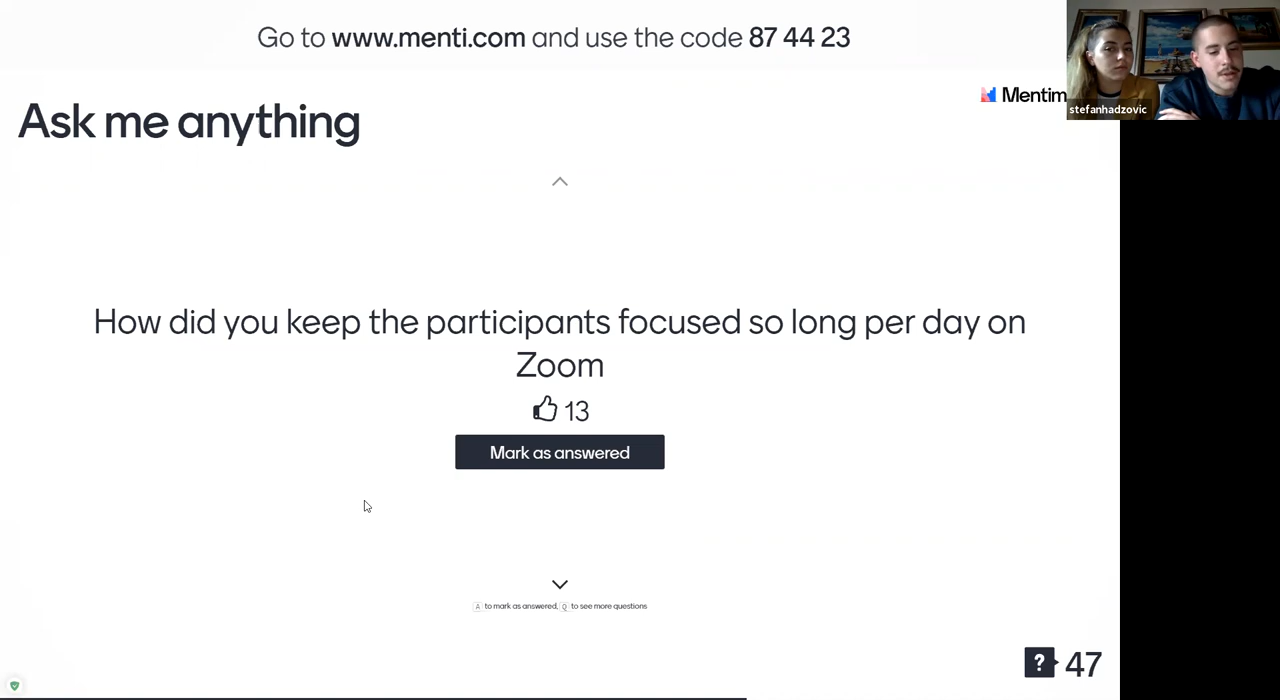 Go to www.menti.com and use the code 87 44 23
Mentim
stefanhadzovic
Ask me anything
How did you keep the participants focused so long per day on
Zoom
13
Mark as answered
A to mark as answered, Q to see more questions
? 47